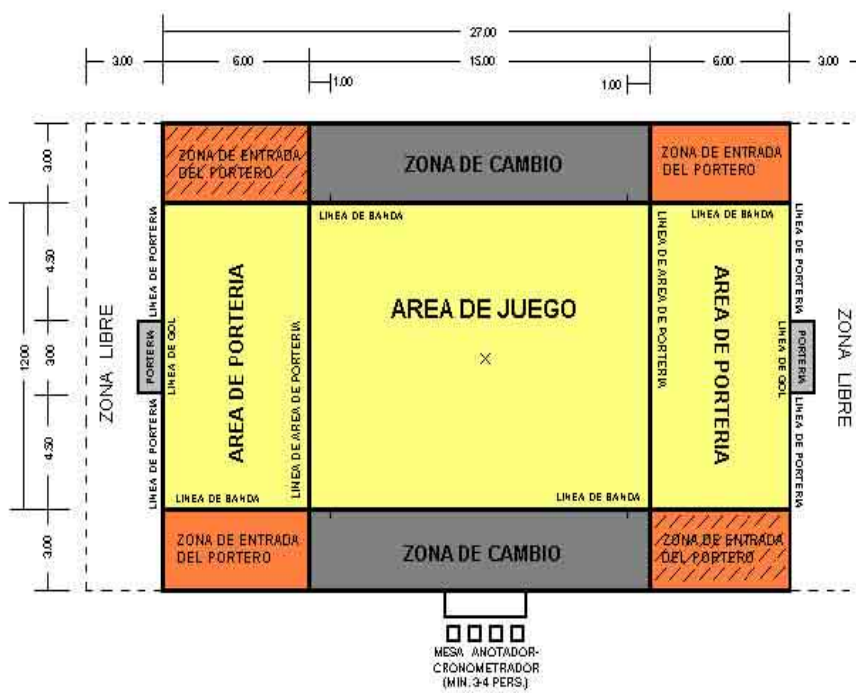 27.00
3.00
6.00
15.00
6.00
3.00
1.00
1.00
3.00
4.50
3.00
4.50
12.00
3.00
ZONA DE ENTRADA
DEL PORTERO
ZONA DE CAMBIO
ZONA DE ENTRADA
DEL PORTERO
LINEA DE BANDA
LINEA DE BANDA
LINEA DE PORTERIA
LINEA DE PORTERIA
ZONA LIBRE
PORTERIA
LINEA DE GOL
AREA DE PORTERIA
LINEA DE AREA DE PORTERIA
AREA DE JUEGO
LINEA DE AREA DE PORTERIA
AREA DE PORTERIA
LINEA DE GOL
PORTERIA
LINEA DE PORTERIA
LINEA DE PORTERIA
ZONA LIBRE
LINEA DE BANDA
LINEA DE BANDA
ZONA DE ENTRADA
DEL PORTERO
ZONA DE CAMBIO
ZONA DE ENTRADA
DEL PORTERO
MESA ANOTADOR-
CRONOMETRADOR
(MIN. 3-4 PERS.)